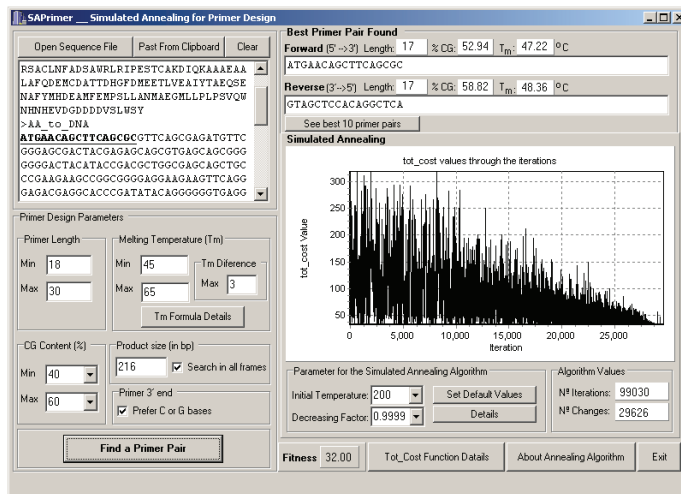 SAPrimer __ Simulated Annealing for Primer Design
Open Sequence File Past From Clipboard Clear
RSACLNFADSAWRLRIPESTCAKDIQKAAAEAA
LAFQDEMCDATTDHGFDMEETLVEAIYTAEQSE
NAFYMHDEAMFEMPSLLANMAEGMLLPLPSVQW
NHNHEVDGDDDDVSLWSY
>AA_to_DNA
ATGAACAGCTTCAGCGCGTTCAGCGAGATGTTC
GGGAGCGACTACGAGAGCAGCGTGAGCAGCGGG
GGGGACTACATACCGACGCTGGCGAGCAGCTGC
CCGAAGAAGCCGGCGGGGAGGAAGAAGTTCAGG
GAGACGAGGCACCCGATATACAGGGGGGTGAGG
Primer Design Parameters
Primer Length
Min 18
Max 30
Melting Temperature (Tm)
Min 45
Max 65
Tm Diference
Max 3
Tm Formula Details
CG Content (%)
Min 40
Max 60
Product size (in bp)
216 Search in all frames
Primer 3' end
Prefer C or G bases
Find a Primer Pair
Best Primer Pair Found
Forward (5' -->3') Length: 17 % CG: 52.94 Tm: 47.22 ºC
ATGAACAGCTTCAGCGC
Reverse (3'-->5') Length: 17 % CG: 58.82 Tm: 48.36 ºC
GTAGCTCCACAGGCTCA
See best 10 primer pairs
Simulated Annealing
tot_cost values through the iterations
tot_cost Value
300
250
200
150
100
50
0 5,000 10,000 15,000 20,000 25,000
Iteration
Parameter for the Simulated Annealing Algorithm
Initial Temperature: 200 Set Default Values
Decreasing Factor: 0.9999 Details
Algorithm Values
Nº Iterations: 99030
Nº Changes: 29626
Fitness 32.00 Tot_Cost Function Datails About Annealing Algorithm Exit